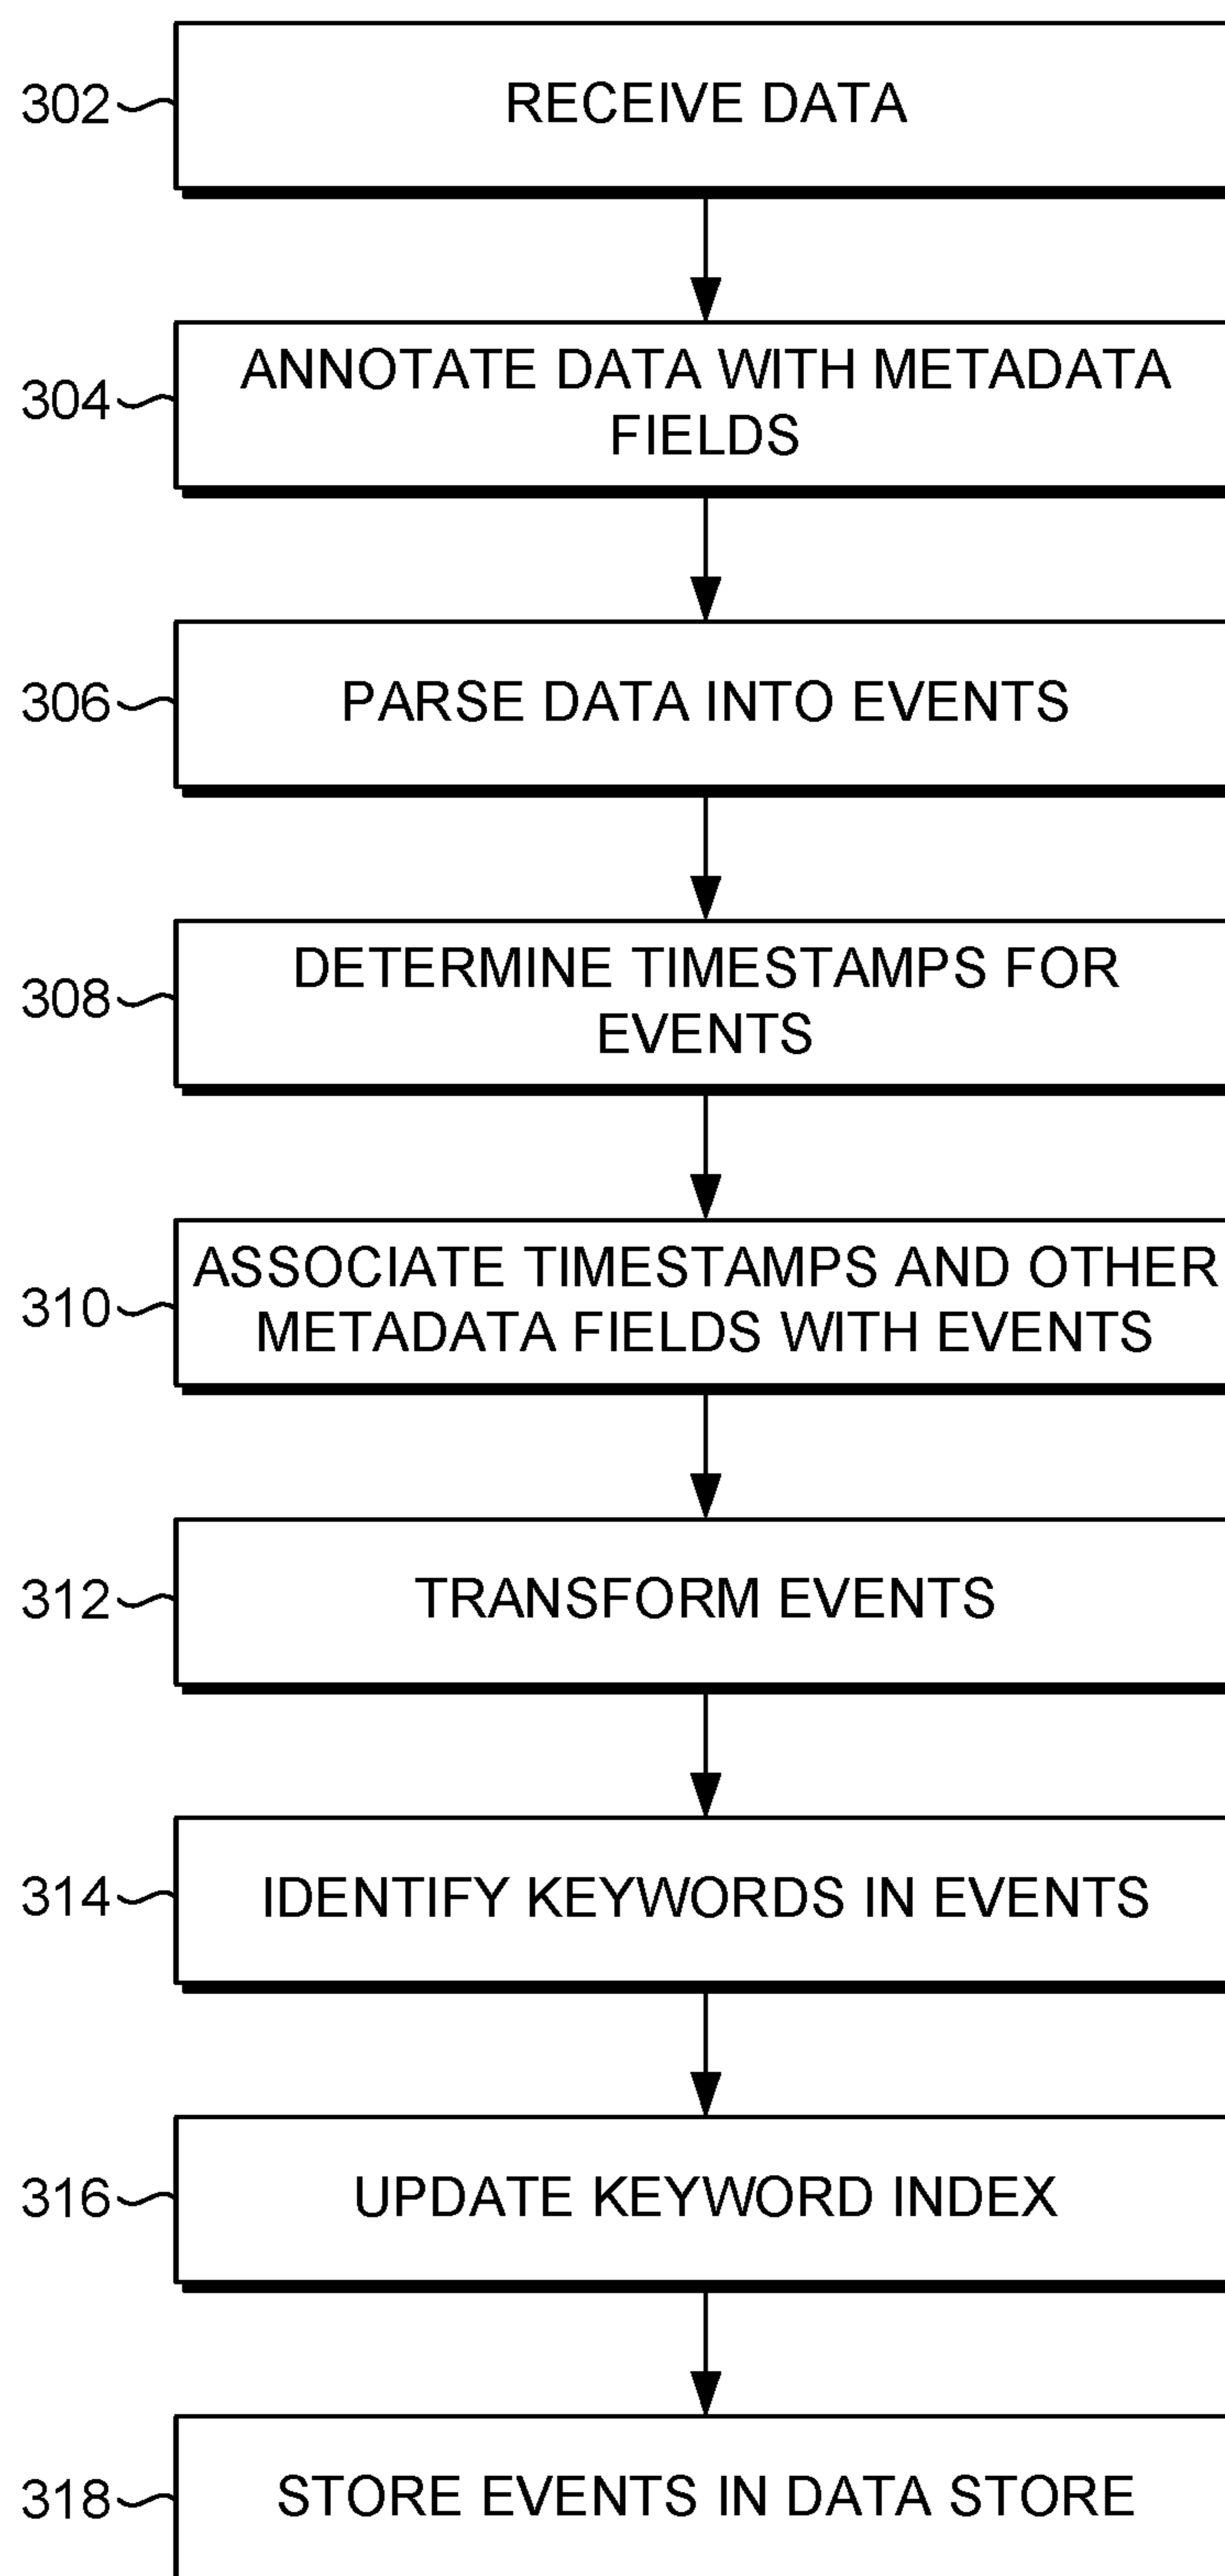 302
RECEIVE DATA
304
ANNOTATE DATA WITH METADATA
FIELDS
306
PARSE DATA INTO EVENTS
308
DETERMINE TIMESTAMPS FOR
EVENTS
310
ASSOCIATE TIMESTAMPS AND OTHER
METADATA FIELDS WITH EVENTS
312
TRANSFORM EVENTS
314
IDENTIFY KEYWORDS IN EVENTS
316
UPDATE KEYWORD INDEX
318
STORE EVENTS IN DATA STORE